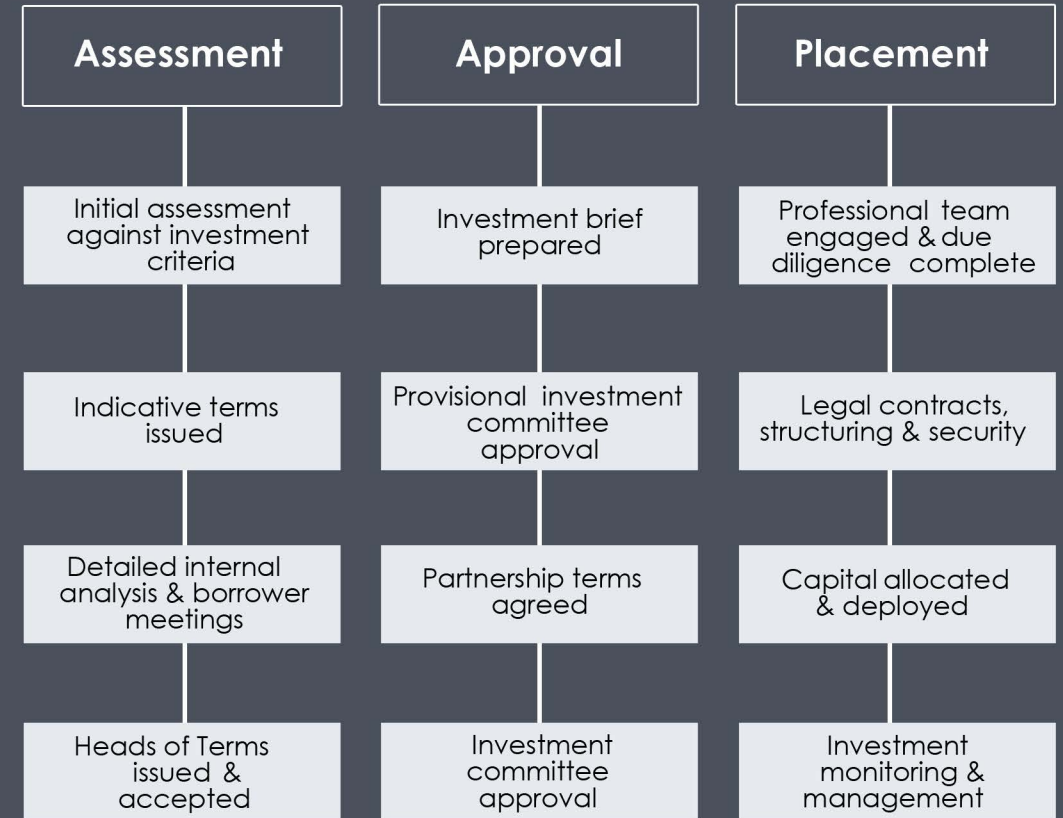 Assessment
Initial assessment
against investment
criteria
Indicative terms
issued
Detailed internal
analysis & borrower
meetings
Heads of Terms
issued &
accepted
Approval
Investment brief
prepared
Provisional investment
committee
approval
Partnership terms
agreed
Investment
committee
approval
Placement
Professional team
engaged & due
diligence complete
Legal contracts,
structuring & security
Capital allocated
& deployed
Investment
monitoring &
management